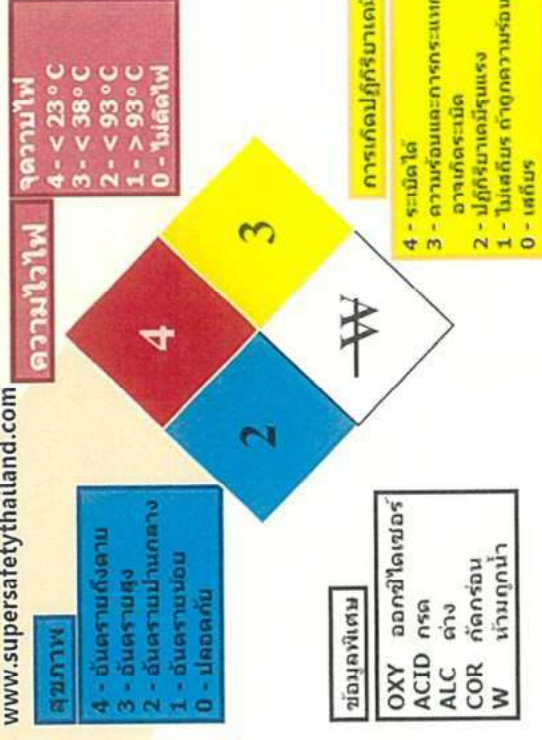 www.supersafetythailand.com
สุขภาพ
4 - อันตรายถึงตาย
3 - อันตรายสูง
2 - อันตรายปานกลาง
1 - อันตรายน้อย
0 - ปลอดภัย
ความไวไฟ
จุดวาบไฟ
4 - < 23° C
3 - < 38° C
2 - < 93° C
1 - > 93° C
0 - ไม่ติดไฟ
4
2
3
W
ข้อมูลพิเศษ
OXY ออกซิไดเซอร์
ACID กรด
ALC ด่าง
COR กัดกร่อน
W ห้ามถูกน้ำ
การเกิดปฏิกิริยาเคมี
4 - ระเบิดได้
3 - ความร้อนและการกระแทก
อาจเกิดระเบิด
2 - ปฏิกิริยาเคมีรุนแรง
1 - ไม่เสถียร ถ้าถูกความร้อน
0 - เสถียร